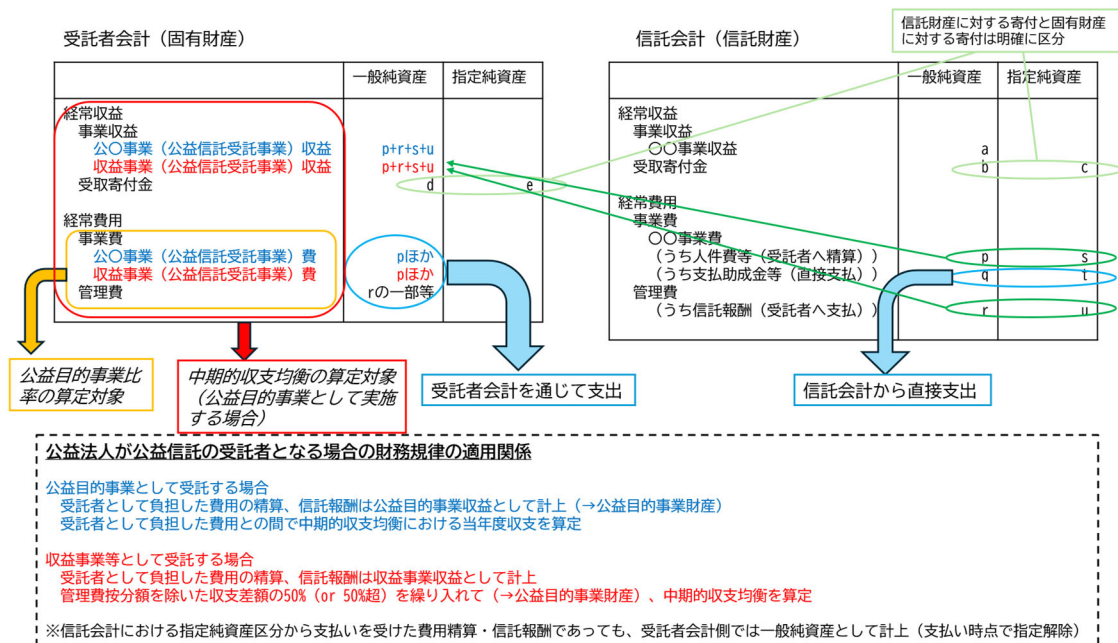 受託者会計（固有財産）
一般純資産 指定純資産
経常収益
事業収益
公〇事業（公益信託受託事業）収益 p+r+s+u
収益事業（公益信託受託事業）収益 p+r+s+u
受取寄付金 d e
経常費用
事業費
公〇事業（公益信託受託事業）費 pほか
収益事業（公益信託受託事業）費 pほか
管理費 rの一部等
信託会計（信託財産）
信託財産に対する寄付と固有財産
に対する寄付は明確に区分
一般純資産 指定純資産
経常収益
事業収益
〇〇事業収益 a
受取寄付金 b c
経常費用
事業費
〇〇事業費
（うち人件費等（受託者へ精算）） p s
（うち支払助成金等（直接支払）） q t
管理費
（うち信託報酬（受託者へ支払） r u
公益目的事業比
率の算定対象
中期的収支均衡の算定対象
（公益目的事業として実施
する場合）
受託者会計を通じて支出
信託会計から直接支出
公益法人が公益信託の受託者となる場合の財務規律の適用関係
公益目的事業として受託する場合
受託者として負担した費用の精算、信託報酬は公益目的事業収益として計上（→公益目的事業財産）
受託者として負担した費用との間で中期的収支均衡における当年度収支を算定
収益事業等として受託する場合
受託者として負担した費用の精算、信託報酬は収益事業収益として計上
管理費按分額を除いた収支差額の50%（or 50%超）を繰り入れて（→公益目的事業財産）、中期的収支均衡を算定
※信託会計における指定純資産区分から支払いを受けた費用精算・信託報酬であっても、受託者会計側では一般純資産として計上（支払い時点で指定解除）